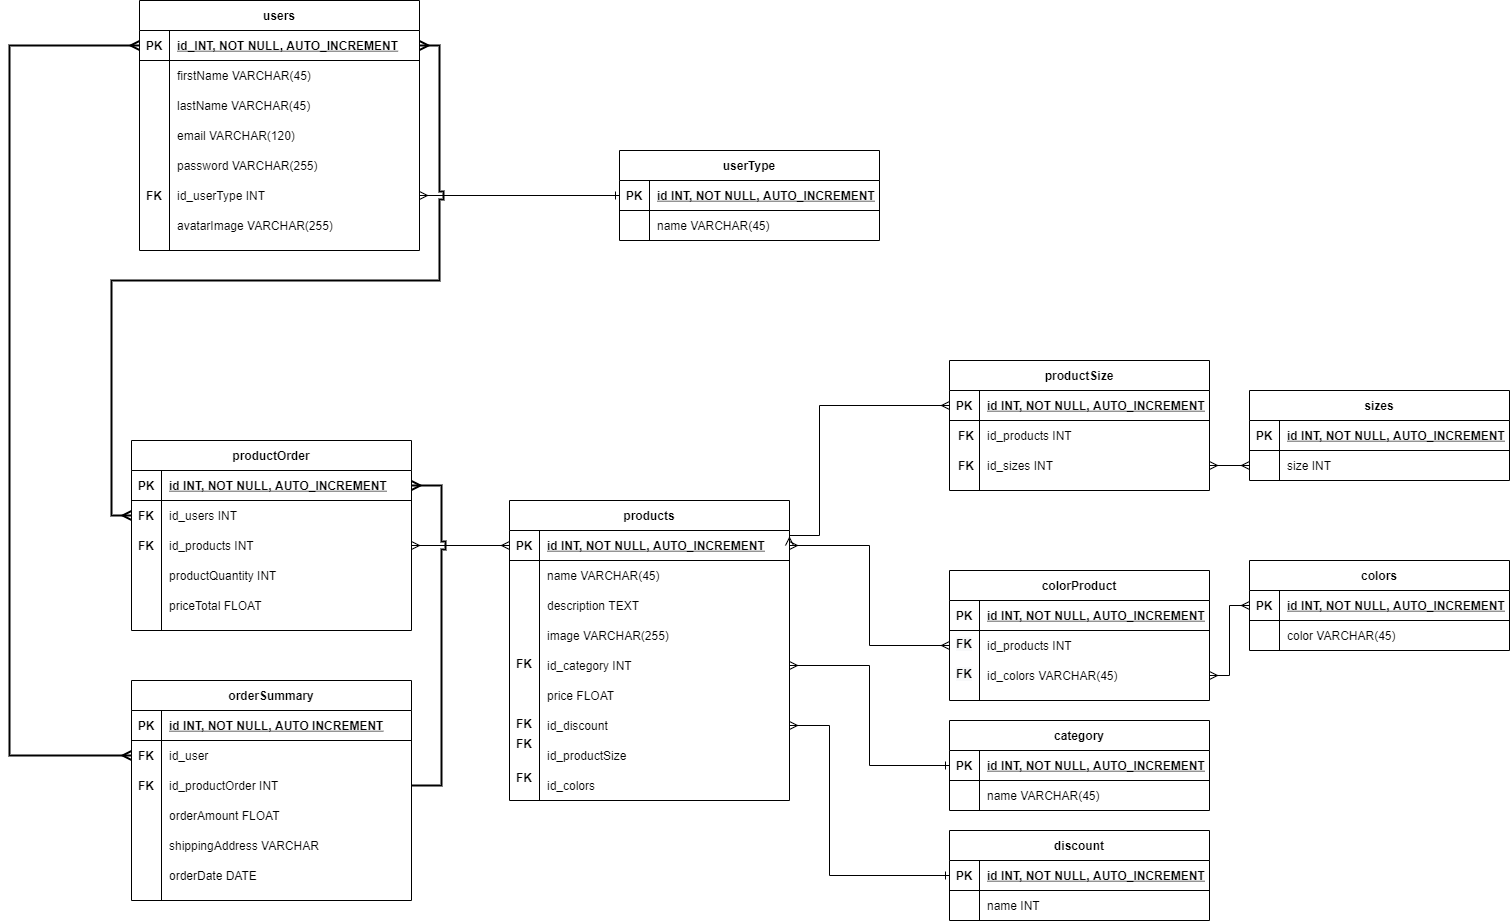 users
PK id_INT, NOT NULL, AUTO_INCREMENT
firstName VARCHAR(45)
lastName VARCHAR(45)
email VARCHAR(120)
password VARCHAR(255)
FK id_userType INT
avatarImage VARCHAR(255)
userType
PK id INT, NOT NULL, AUTO_INCREMENT
name VARCHAR(45)
productOrder
PK id INT, NOT NULL, AUTO_INCREMENT
FK id_users INT
FK id_products INT
productQuantity INT
priceTotal FLOAT
orderSummary
PK id INT, NOT NULL, AUTO INCREMENT
FK id_user
FK id_productOrder INT
orderAmount FLOAT
shippingAddress VARCHAR
orderDate DATE
products
PK id INT, NOT NULL, AUTO_INCREMENT
name VARCHAR(45)
description TEXT
image VARCHAR(255)
FK id_category INT
price FLOAT
FK id_discount
FK id_productSize
FK id_colors
productSize
PK id INT, NOT NULL, AUTO_INCREMENT
FK id_products INT
FK id_sizes INT
sizes
PK id INT, NOT NULL, AUTO_INCREMENT
size INT
colorProduct
PK id INT, NOT NULL, AUTO_INCREMENT
FK id_products INT
FK id_colors VARCHAR(45)
colors
PK id INT, NOT NULL, AUTO_INCREMENT
color VARCHAR(45)
category
PK id INT, NOT NULL, AUTO_INCREMENT
name VARCHAR(45)
discount
PK id INT, NOT NULL, AUTO_INCREMENT
name INT